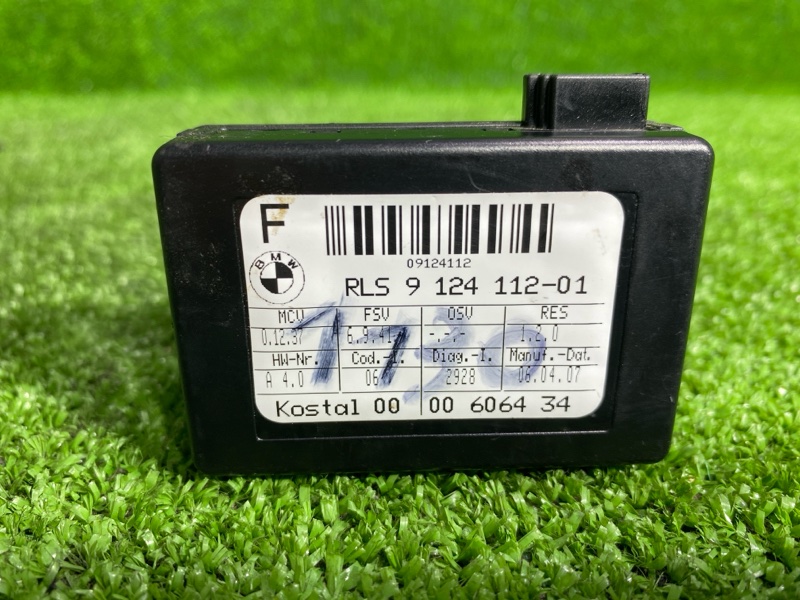 F
09124112
BMW
RLS 9 124 112-01
MCV FSV OSV RES
0.12.37 6.9.41 -.-.- 1.2.0
HW-Nr. Cod.-I. Diag.-I. Manuf.-Dat.
A 4.0 06 2928 06.04.07
Kostal 00 00 6064 34